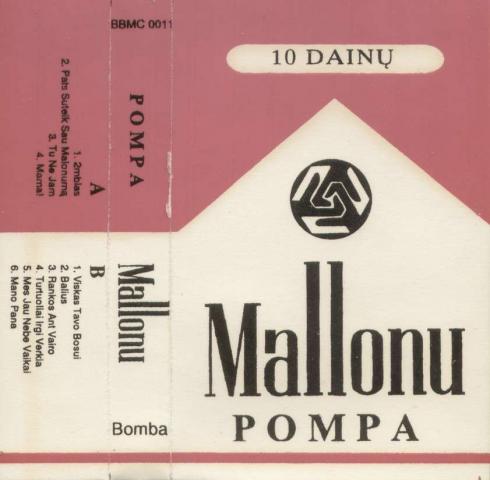 BBMC 0011
10 DAINŲ
Mallonu
POMPA
POMPA
Mallonu
Bomba
A
1. 2mbias
2. Pats Suteik Sau Malonumą
3. Tu Ne Jam
4. Mama!
B
1. Viskas Tavo Bosui
2. Balius
3. Rankos Ant Vairo
4. Turtuoliai Irgi Verkia
5. Mes Jau Nebe Vaikai
6. Mano Pana